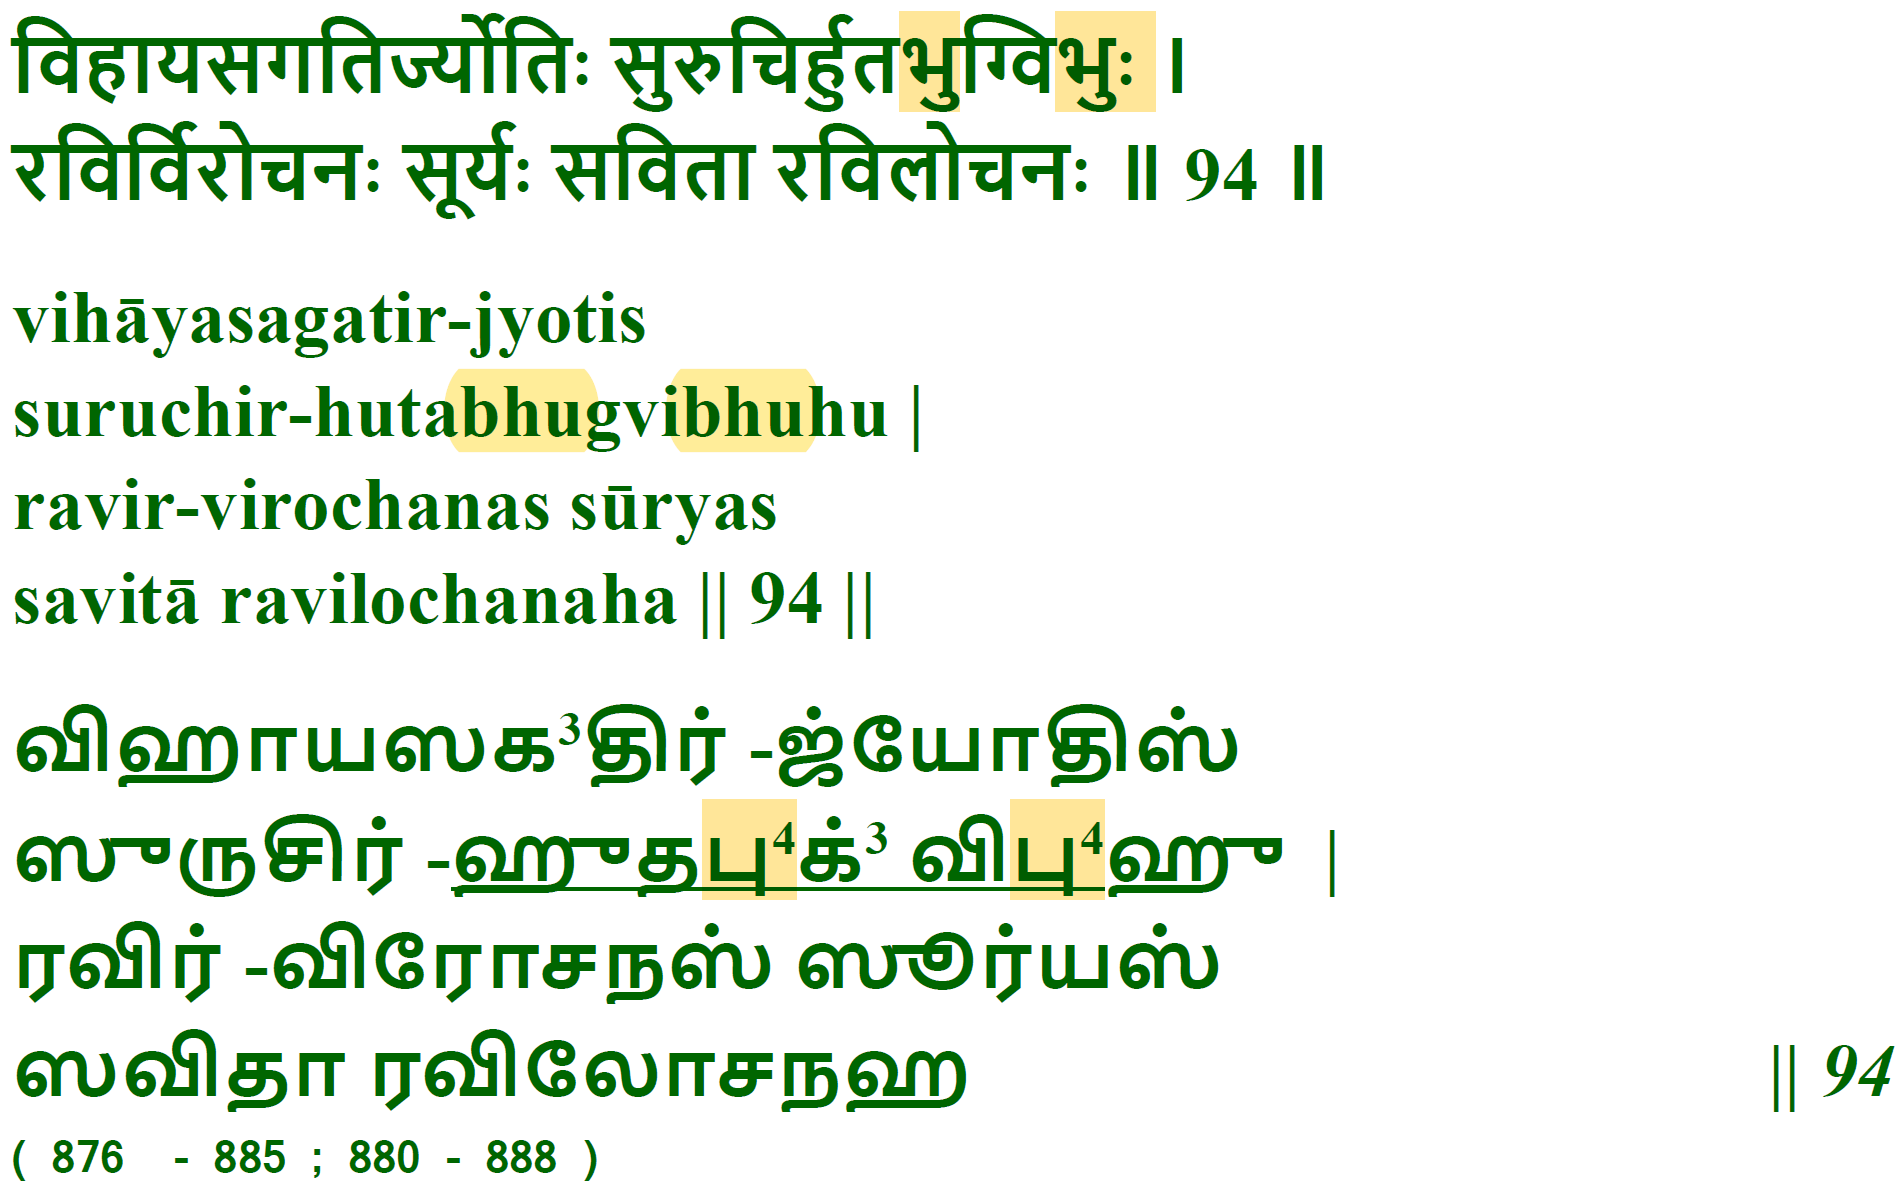 विहायसगतिर्ज्योतिः सुरुचिर्हुतभुग्विभुः ।
रविर्विरोचनः सूर्यः सविता रविलोचनः ॥ 94 ॥
vihāyasagatir-jyotis
suruchir-hutabhugvibhuhu |
ravir-virochanas sūryas
savitā ravilochanaha || 94 ||
விஹாயஸக³திர் -ஜ்யோதிஸ்
ஸுருசிர் -ஹுதபு⁴க்³ விபு⁴ஹு |
ரவிர் -விரோசநஸ் ஸூர்யஸ்
ஸவிதா ரவிலோசநஹ || 94
( 876 - 885 ; 880 - 888 )